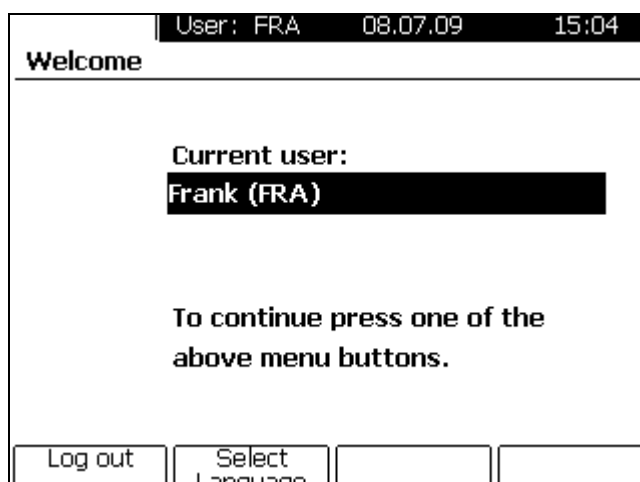 User: FRA 08.07.09 15:04
Welcome
Current user:
Frank (FRA)
To continue press one of the
above menu buttons.
Log out Select
Language